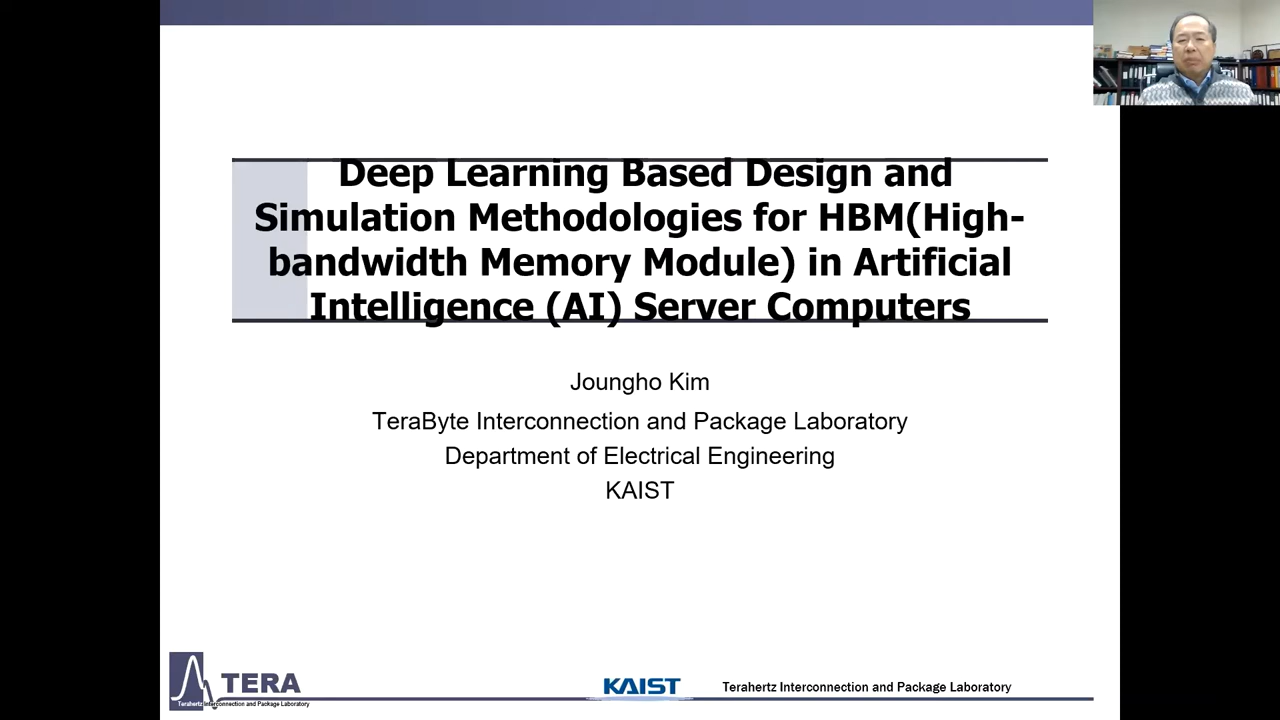 Deep Learning Based Design and
Simulation Methodologies for HBM(High-
bandwidth Memory Module) in Artificial
Intelligence (AI) Server Computers
Joungho Kim
TeraByte Interconnection and Package Laboratory
Department of Electrical Engineering
KAIST
TERA
Terahertz Interconnection and Package Laboratory
KAIST
Terahertz Interconnection and Package Laboratory